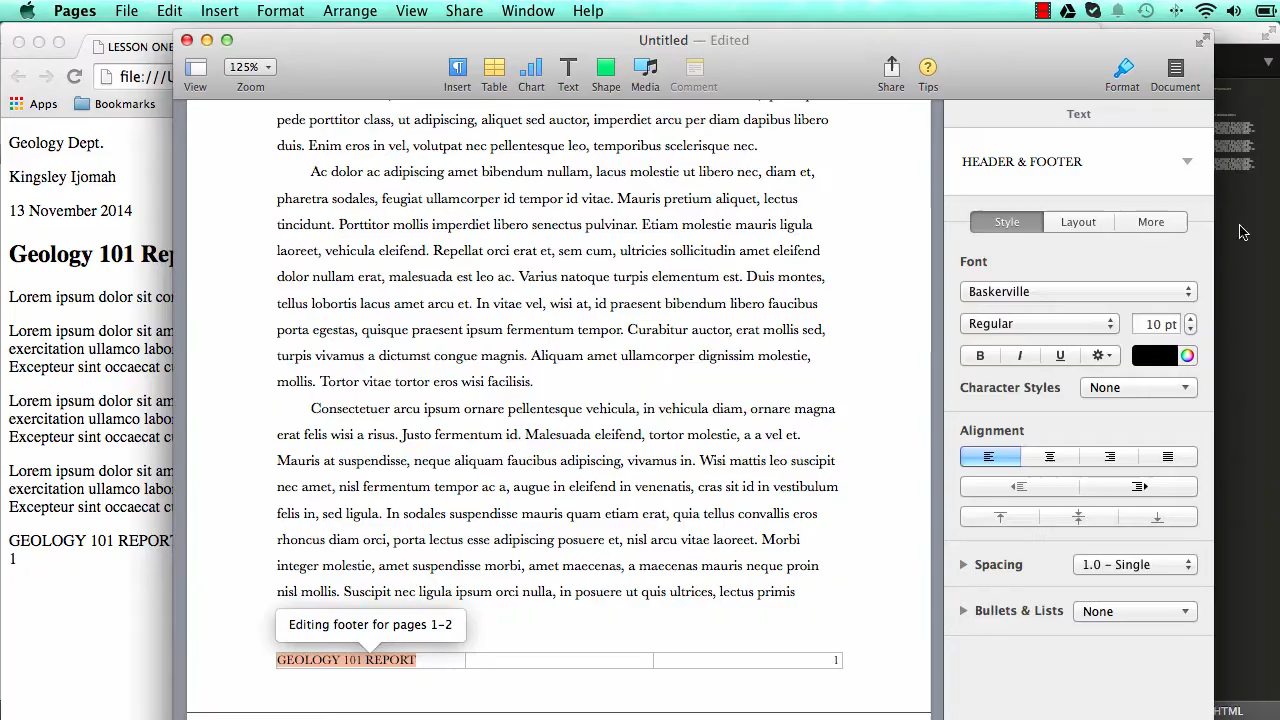 Pages File Edit Insert Format Arrange View Share Window Help
LESSON ONE
file:///U
Apps Bookmarks
Geology Dept.
Kingsley Ijomah
13 November 2014
Geology 101 Rep
Lorem ipsum dolor sit co
Lorem ipsum dolor sit am
exercitation ullamco labo
Excepteur sint occaecat c
Lorem ipsum dolor sit am
exercitation ullamco labo
Excepteur sint occaecat c
Lorem ipsum dolor sit am
exercitation ullamco labo
Excepteur sint occaecat c
GEOLOGY 101 REPORT
1
Untitled — Edited
125%
View Zoom Insert Table Chart Text Shape Media Comment Share Tips Format Document
pede porttitor class, ut adipiscing, aliquet sed auctor, imperdiet arcu per diam dapibus libero
duis. Enim eros in vel, volutpat nec pellentesque leo, temporibus scelerisque nec.
Ac dolor ac adipiscing amet bibendum nullam, lacus molestie ut libero nec, diam et,
pharetra sodales, feugiat ullamcorper id tempor id vitae. Mauris pretium aliquet, lectus
tincidunt. Porttitor mollis imperdiet libero senectus pulvinar. Etiam molestie mauris ligula
laoreet, vehicula eleifend. Repellat orci erat et, sem cum, ultricies sollicitudin amet eleifend
dolor nullam erat, malesuada est leo ac. Varius natoque turpis elementum est. Duis montes,
tellus lobortis lacus amet arcu et. In vitae vel, wisi at, id praesent bibendum libero faucibus
porta egestas, quisque praesent ipsum fermentum tempor. Curabitur auctor, erat mollis sed,
turpis vivamus a dictumst congue magnis. Aliquam amet ullamcorper dignissim molestie,
mollis. Tortor vitae tortor eros wisi facilisis.
Consectetuer arcu ipsum ornare pellentesque vehicula, in vehicula diam, ornare magna
erat felis wisi a risus. Justo fermentum id. Malesuada eleifend, tortor molestie, a a vel et.
Mauris at suspendisse, neque aliquam faucibus adipiscing, vivamus in. Wisi mattis leo suscipit
nec amet, nisl fermentum tempor ac a, augue in eleifend in venenatis, cras sit id in vestibulum
felis in, sed ligula. In sodales suspendisse mauris quam etiam erat, quia tellus convallis eros
rhoncus diam orci, porta lectus esse adipiscing posuere et, nisl arcu vitae laoreet. Morbi
integer molestie, amet suspendisse morbi, amet maecenas, a maecenas mauris neque proin
nisl mollis. Suscipit nec ligula ipsum orci nulla, in posuere ut quis ultrices, lectus primis
Editing footer for pages 1–2
GEOLOGY 101 REPORT 1
Text
HEADER & FOOTER
Style Layout More
Font
Baskerville
Regular 10 pt
B I U
Character Styles None
Alignment
Spacing 1.0 – Single
Bullets & Lists None
HTML